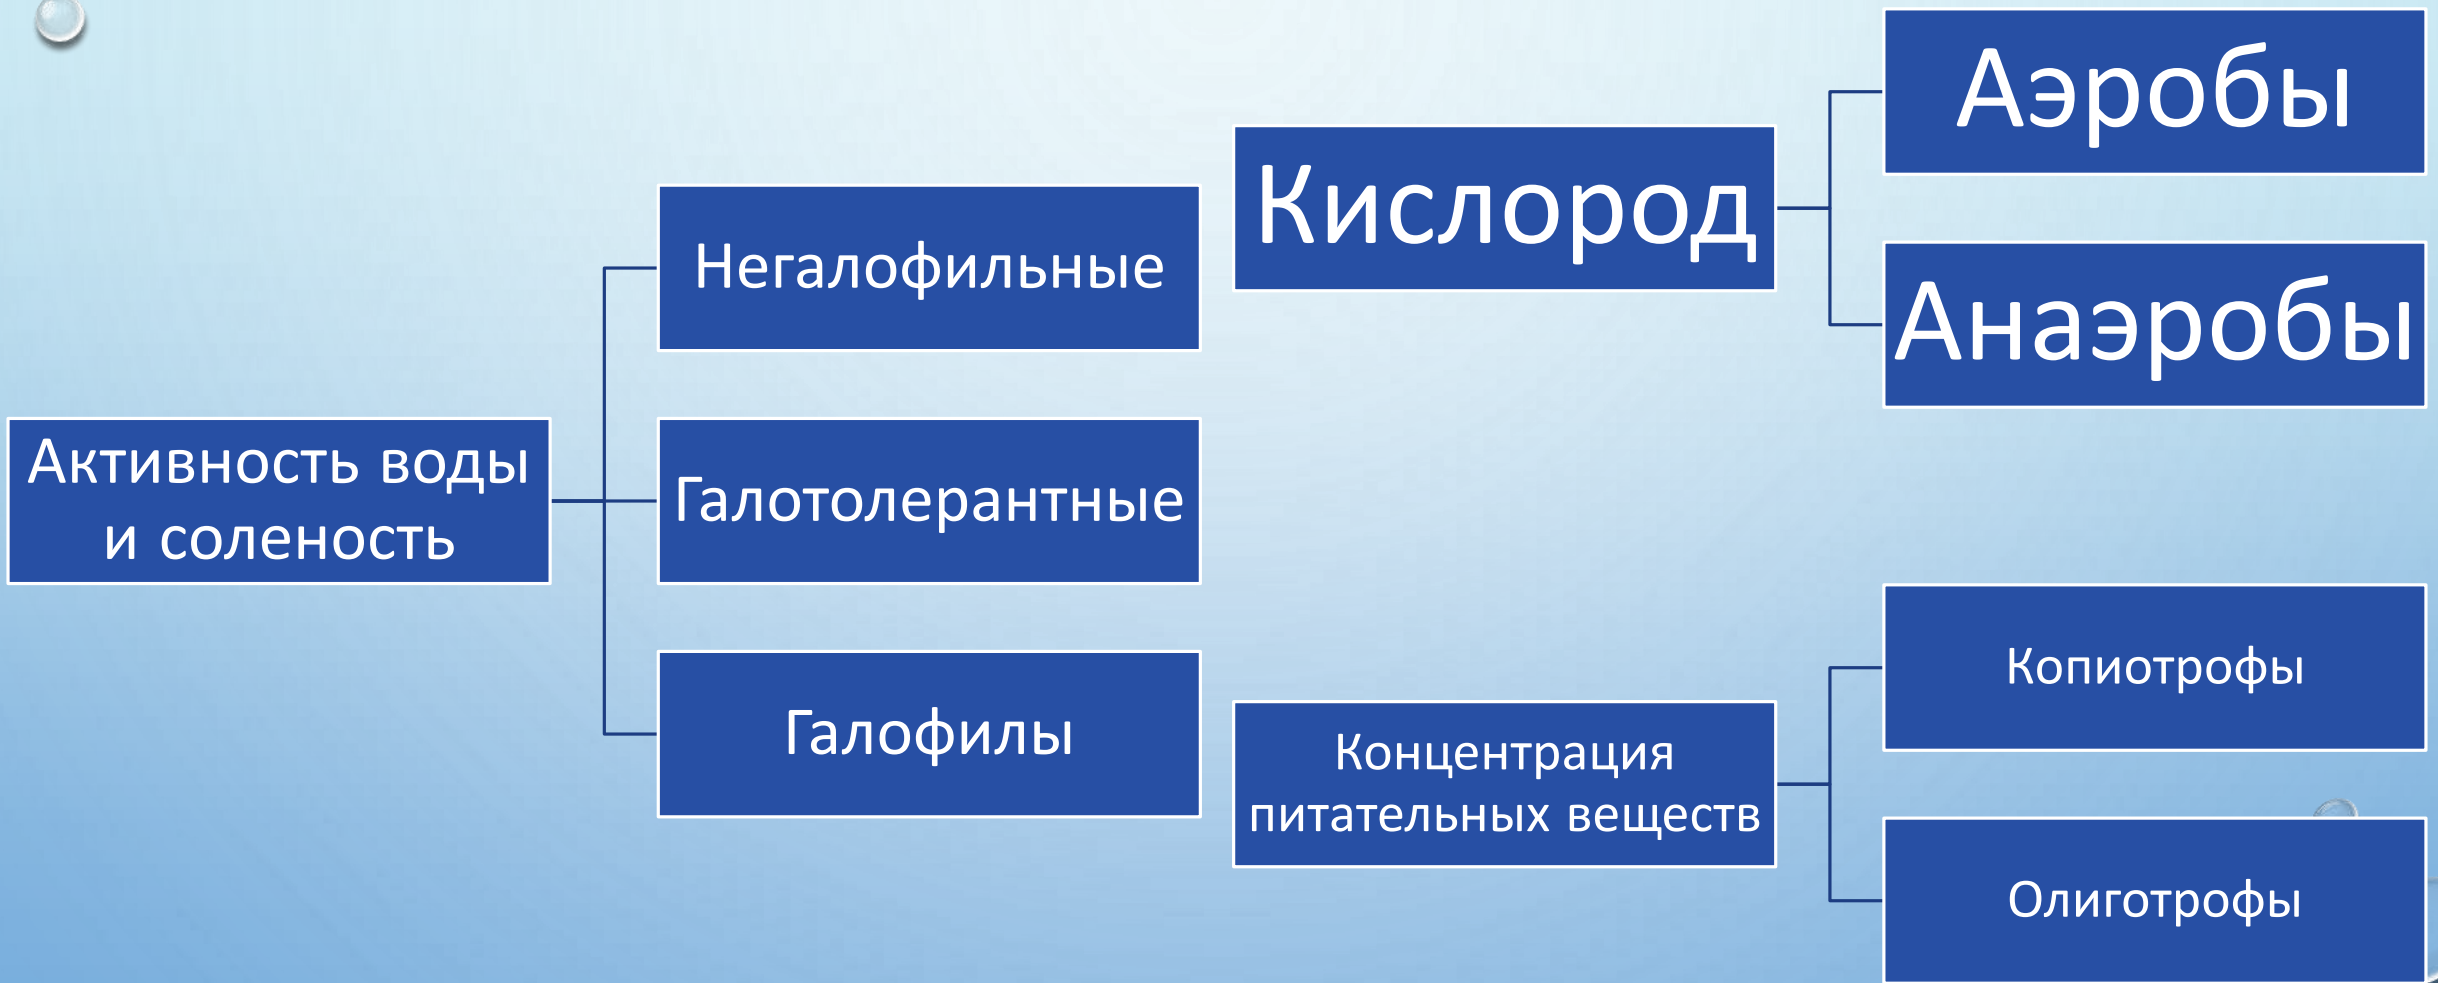 Активность воды
и соленость
Негалофильные
Галотолерантные
Галофилы
Кислород
Аэробы
Анаэробы
Концентрация
питательных веществ
Копиотрофы
Олиготрофы